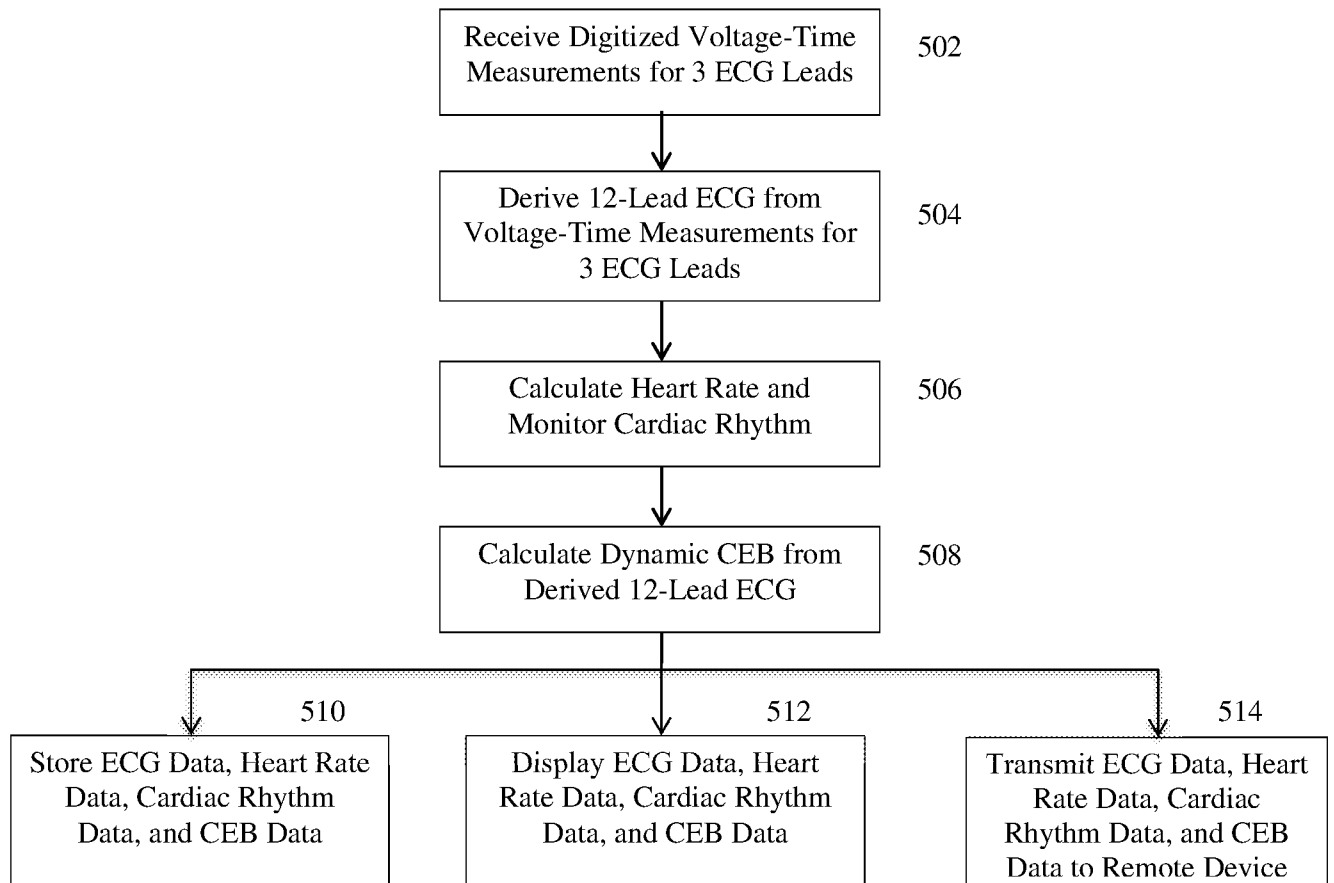 Receive Digitized Voltage-Time
Measurements for 3 ECG Leads
502
Derive 12-Lead ECG from
Voltage-Time Measurements for
3 ECG Leads
504
Calculate Heart Rate and
Monitor Cardiac Rhythm
506
Calculate Dynamic CEB from
Derived 12-Lead ECG
508
510
Store ECG Data, Heart Rate
Data, Cardiac Rhythm
Data, and CEB Data
512
Display ECG Data, Heart
Rate Data, Cardiac Rhythm
Data, and CEB Data
514
Transmit ECG Data, Heart
Rate Data, Cardiac
Rhythm Data, and CEB
Data to Remote Device